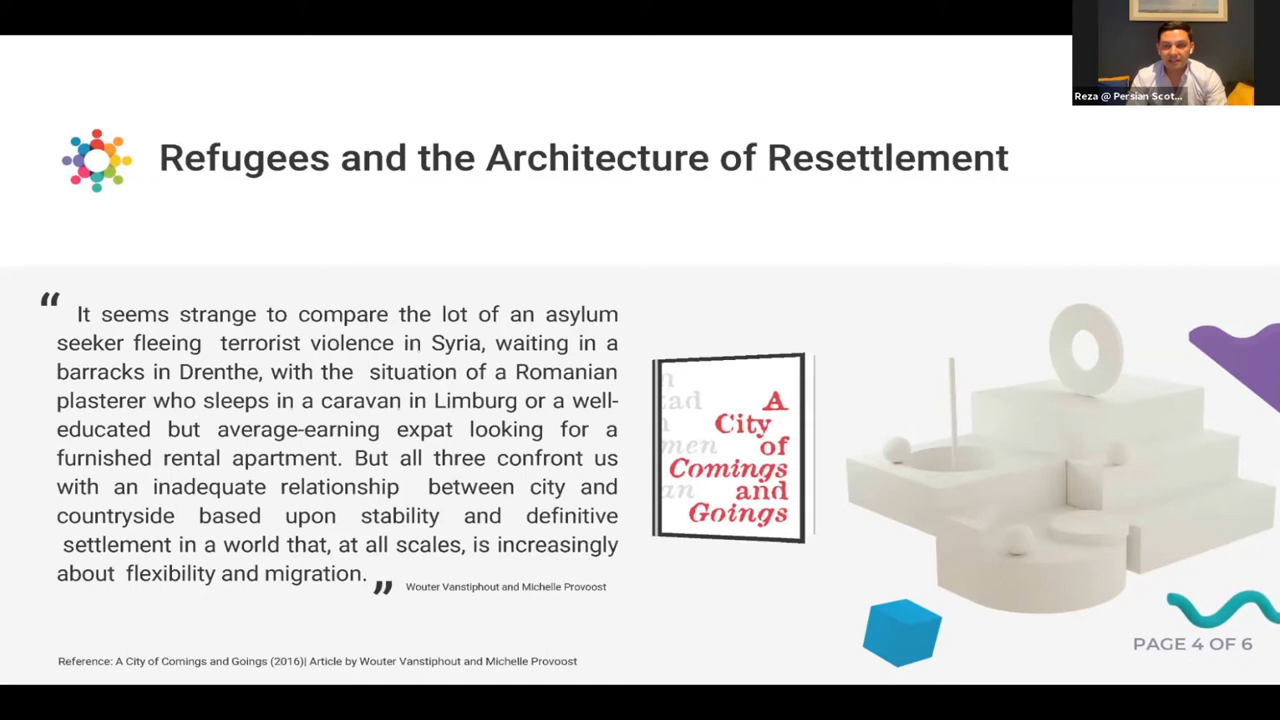 Reza @ Persian Scot...
Refugees and the Architecture of Resettlement
“ It seems strange to compare the lot of an asylum
seeker fleeing terrorist violence in Syria, waiting in a
barracks in Drenthe, with the situation of a Romanian
plasterer who sleeps in a caravan in Limburg or a well-
educated but average-earning expat looking for a
furnished rental apartment. But all three confront us
with an inadequate relationship between city and
countryside based upon stability and definitive
settlement in a world that, at all scales, is increasingly
about flexibility and migration. ”
Wouter Vanstiphout and Michelle Provoost
n
tad
n
men
an
A
City
of
Comings
and
Goings
PAGE 4 OF 6
Reference: A City of Comings and Goings (2016)| Article by Wouter Vanstiphout and Michelle Provoost